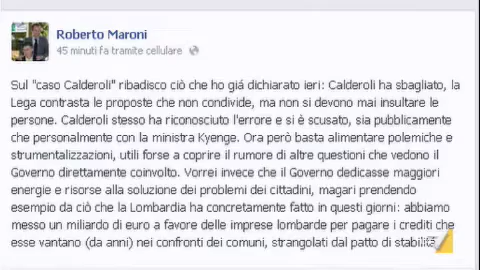 Roberto Maroni
45 minuti fa tramite cellulare
Sul "caso Calderoli" ribadisco ciò che ho giá dichiarato ieri: Calderoli ha sbagliato, la
Lega contrasta le proposte che non condivide, ma non si devono mai insultare le
persone. Calderoli stesso ha riconosciuto l'errore e si è scusato, sia pubblicamente
che personalmente con la ministra Kyenge. Ora però basta alimentare polemiche e
strumentalizzazioni, utili forse a coprire il rumore di altre questioni che vedono il
Governo direttamente coinvolto. Vorrei invece che il Governo dedicasse maggiori
energie e risorse alla soluzione dei problemi dei cittadini, magari prendendo
esempio da ciò che la Lombardia ha concretamente fatto in questi giorni: abbiamo
messo un miliardo di euro a favore delle imprese lombarde per pagare i crediti che
esse vantano (da anni) nei confronti dei comuni, strangolati dal patto di stabilità.